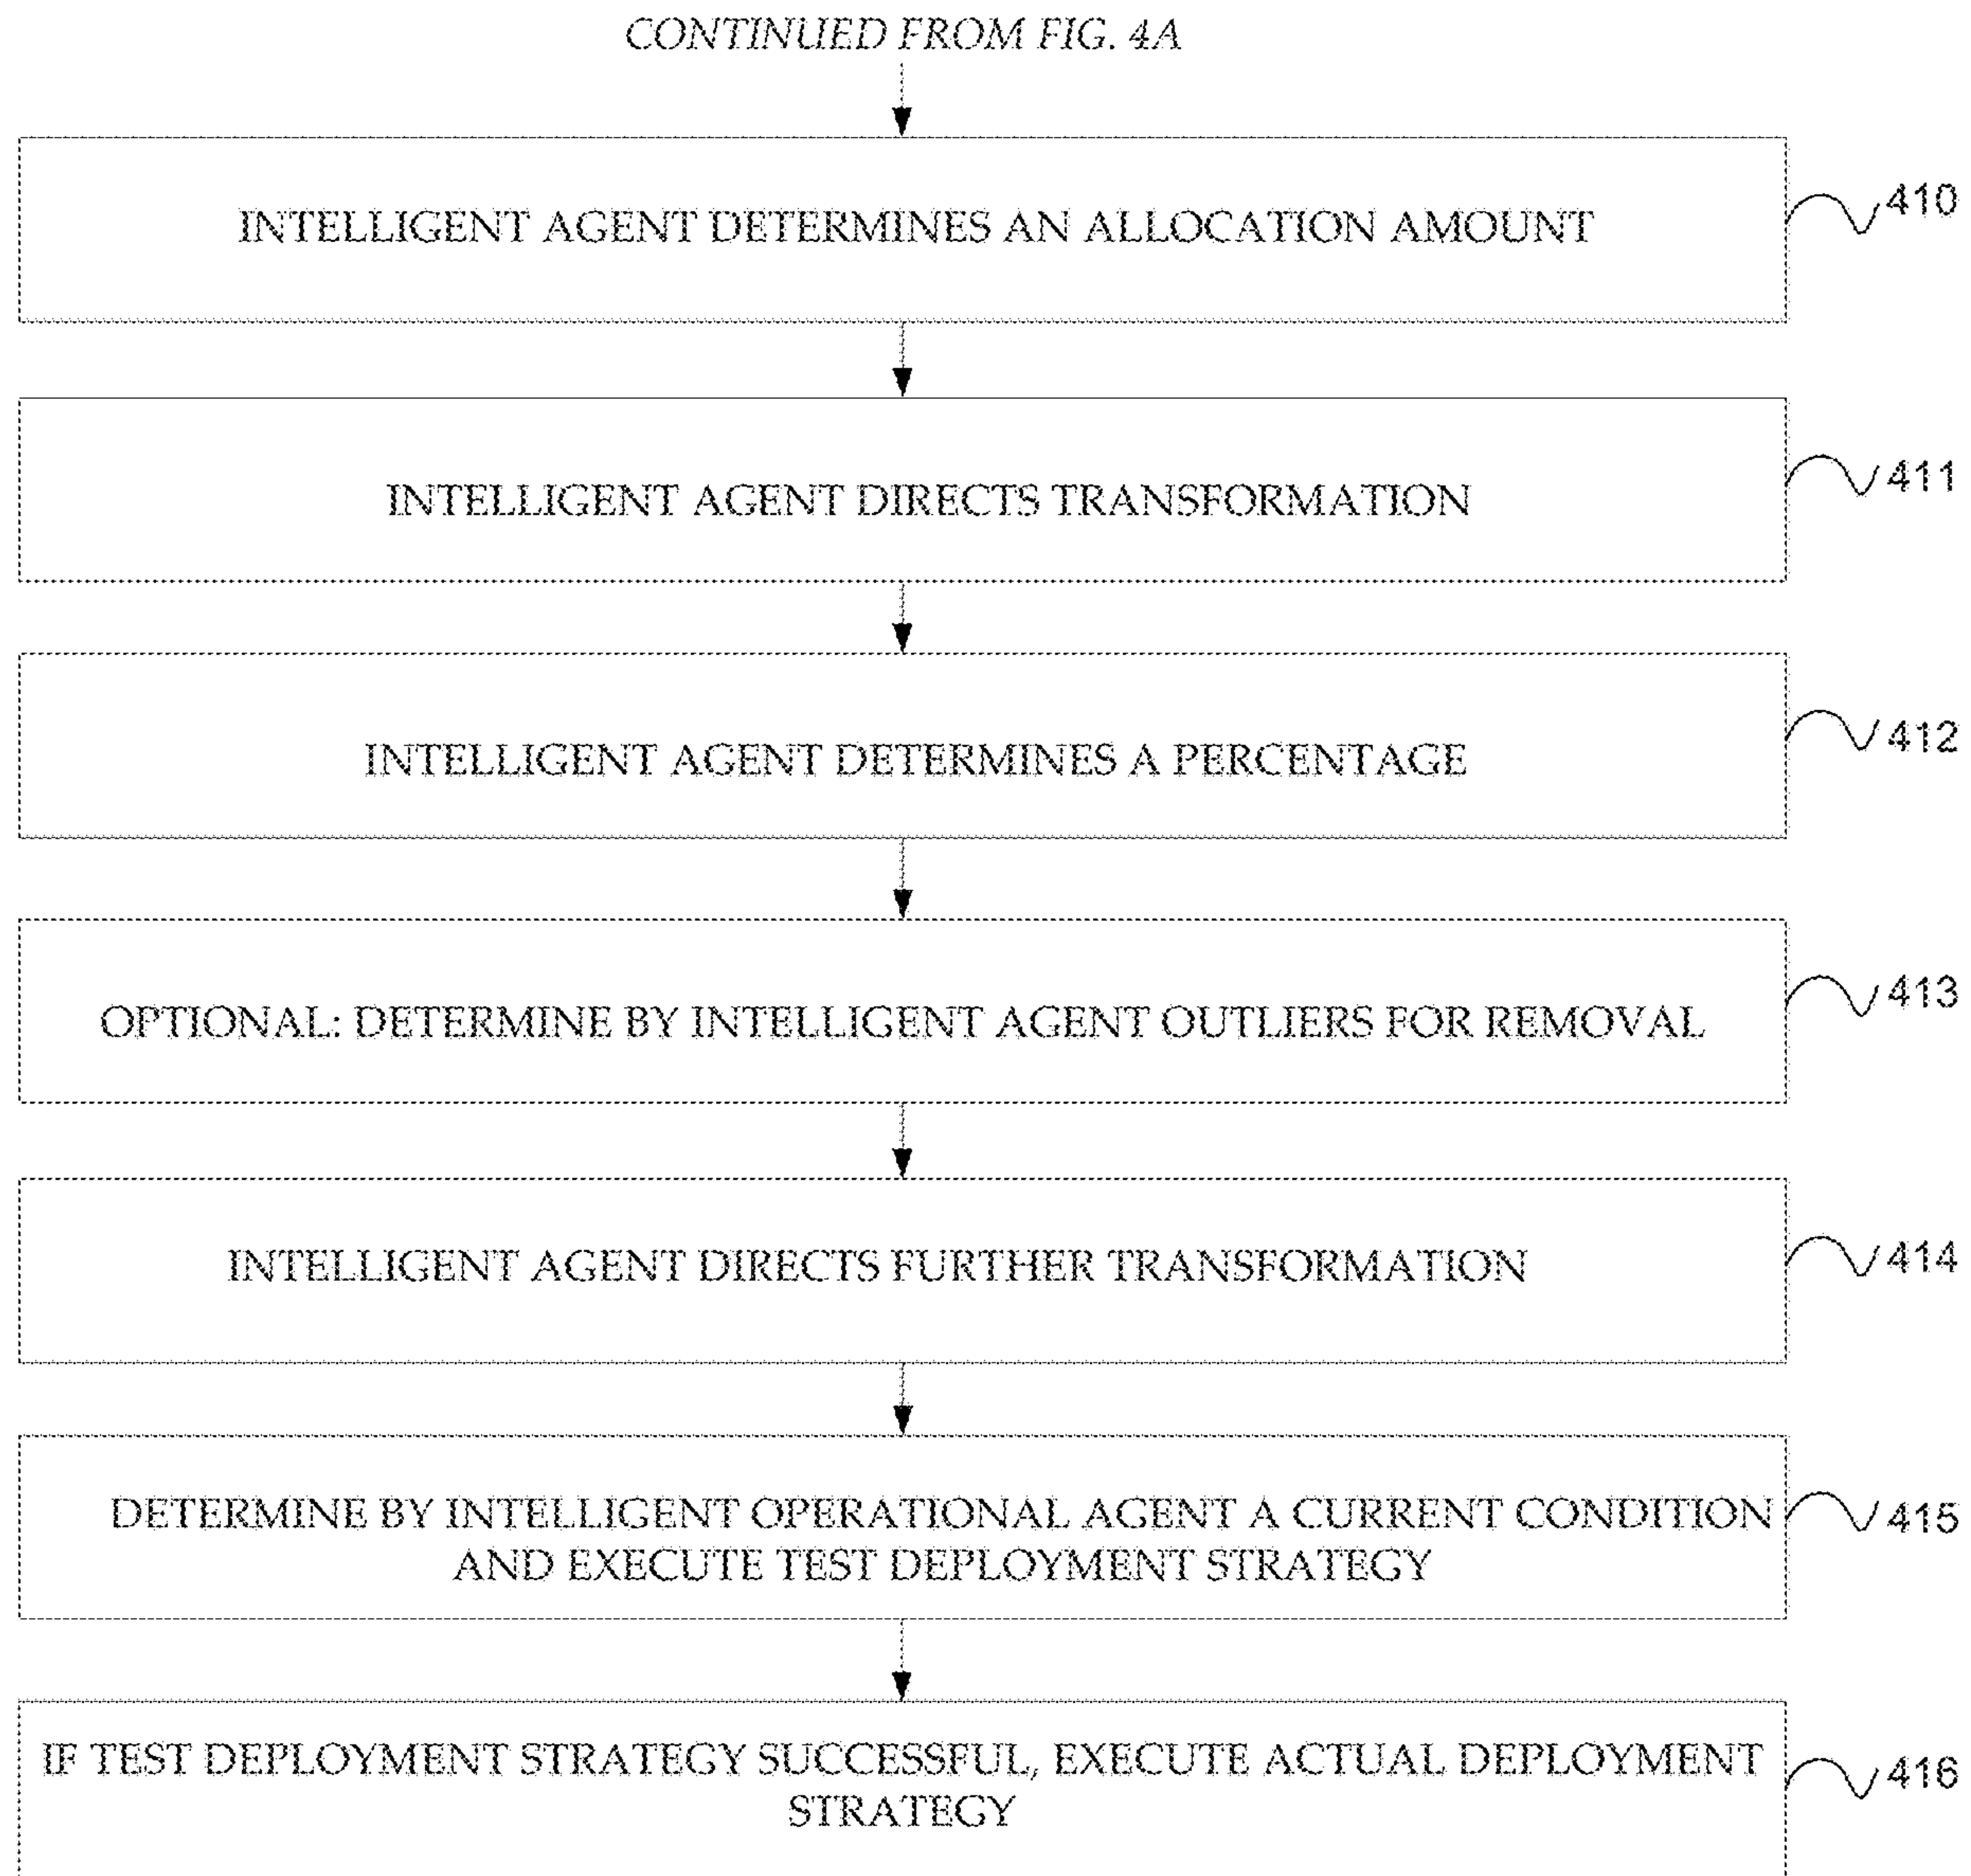 CONTINUED FROM FIG. 4A
INTELLIGENT AGENT DETERMINES AN ALLOCATION AMOUNT
410
INTELLIGENT AGENT DIRECTS TRANSFORMATION
411
INTELLIGENT AGENT DETERMINES A PERCENTAGE
412
OPTIONAL: DETERMINE BY INTELLIGENT AGENT OUTLIERS FOR REMOVAL
413
INTELLIGENT AGENT DIRECTS FURTHER TRANSFORMATION
414
DETERMINE BY INTELLIGENT OPERATIONAL AGENT A CURRENT CONDITION
AND EXECUTE TEST DEPLOYMENT STRATEGY
415
IF TEST DEPLOYMENT STRATEGY SUCCESSFUL, EXECUTE ACTUAL DEPLOYMENT
STRATEGY
416